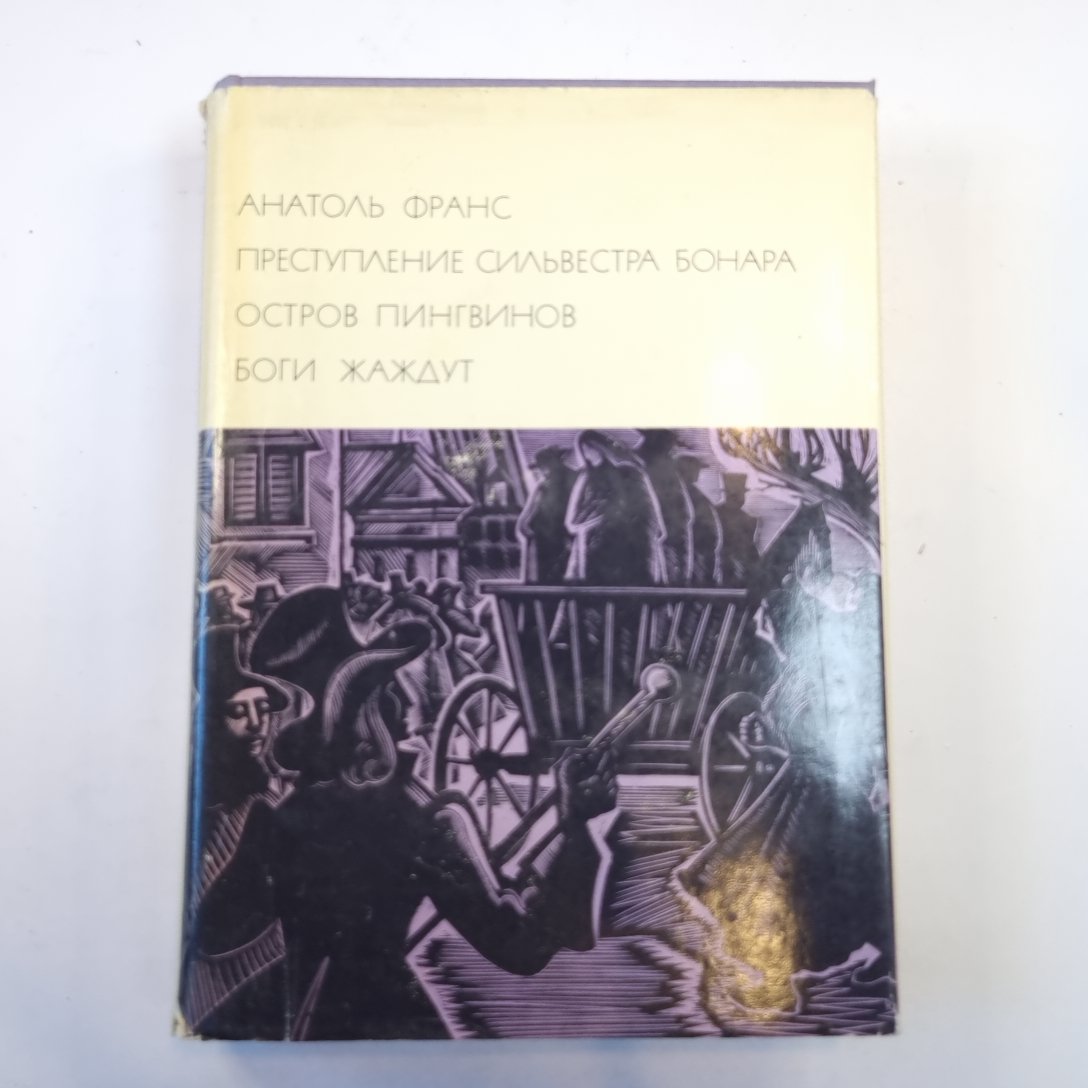 АНАТОЛЬ ФРАНС
ПРЕСТУПЛЕНИЕ СИЛЬВЕСТРА БОНАРА
ОСТРОВ ПИНГВИНОВ
БОГИ ЖАЖДУТ